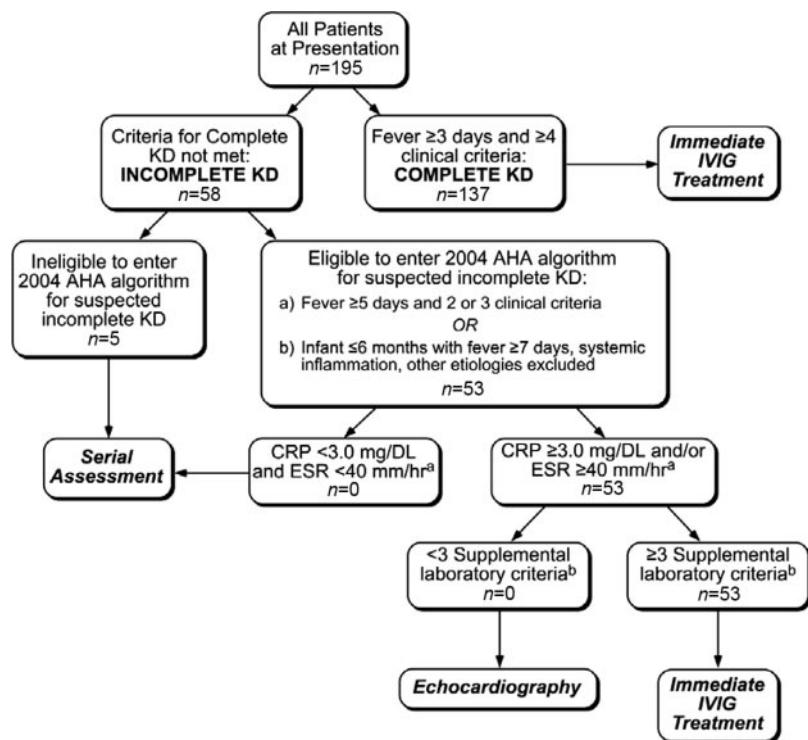 All Patients
at Presentation
n=195
Criteria for Complete
KD not met:
INCOMPLETE KD
n=58
Fever ≥3 days and ≥4
clinical criteria:
COMPLETE KD
n=137
Immediate
IVIG
Treatment
Ineligible to enter
2004 AHA algorithm
for suspected
incomplete KD
n=5
Eligible to enter 2004 AHA algorithm
for suspected incomplete KD:
a) Fever ≥5 days and 2 or 3 clinical criteria
OR
b) Infant ≤6 months with fever ≥7 days, systemic
inflammation, other etiologies excluded
n=53
Serial
Assessment
CRP <3.0 mg/DL
and ESR <40 mm/hrᵃ
n=0
CRP ≥3.0 mg/DL and/or
ESR ≥40 mm/hrᵃ
n=53
<3 Supplemental
laboratory criteriaᵇ
n=0
≥3 Supplemental
laboratory criteriaᵇ
n=53
Echocardiography
Immediate
IVIG
Treatment